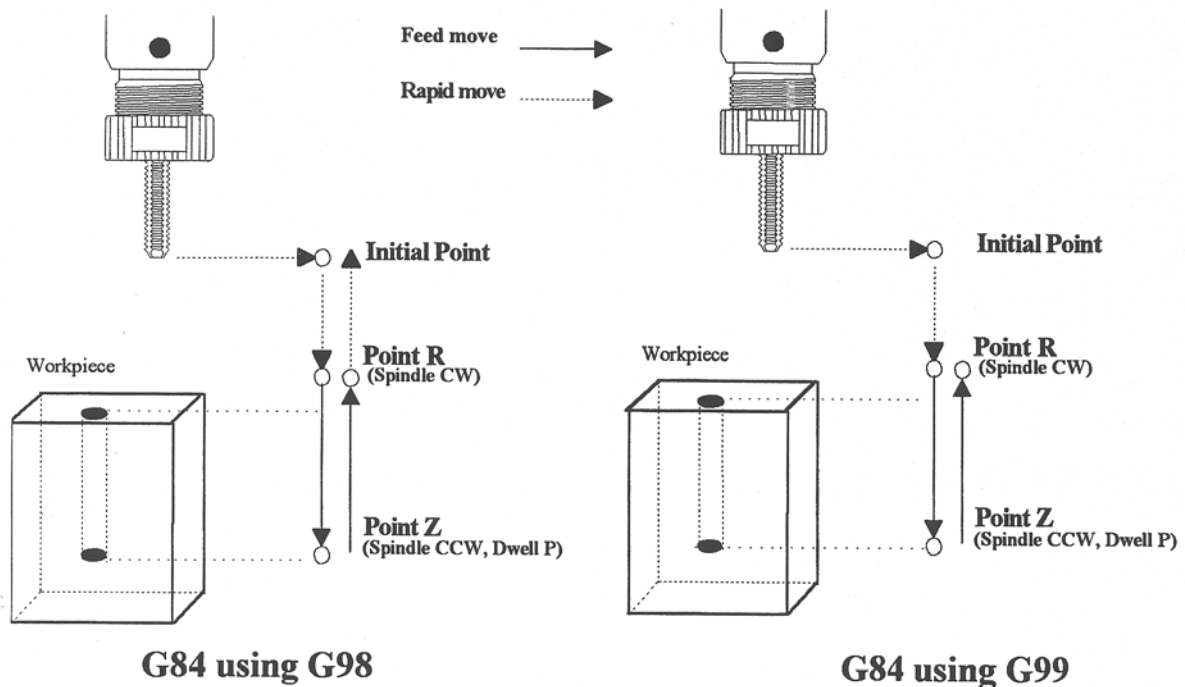 Feed move
Rapid move
Initial Point
Point R
(Spindle CW)
Workpiece
Point Z
(Spindle CCW, Dwell P)
G84 using G98
Initial Point
Point R
(Spindle CW)
Workpiece
Point Z
(Spindle CCW, Dwell P)
G84 using G99